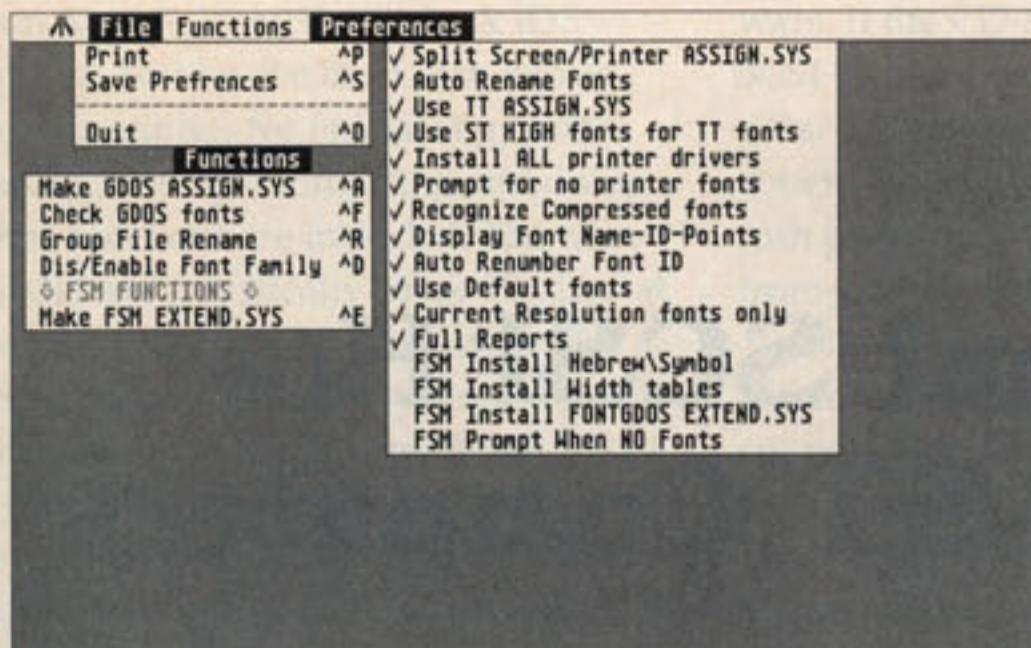 File Functions Preferences
Print ^P
Save Prefrences ^S
Quit ^Q
Functions
Make GDOS ASSIGN.SYS ^A
Check GDOS fonts ^F
Group File Rename ^R
Dis/Enable Font Family ^D
◊ FSM FUNCTIONS ◊
Make FSM EXTEND.SYS ^E
✓ Split Screen/Printer ASSIGN.SYS
✓ Auto Rename Fonts
✓ Use TT ASSIGN.SYS
✓ Use ST HIGH fonts for TT fonts
✓ Install ALL printer drivers
✓ Prompt for no printer fonts
✓ Recognize Compressed fonts
✓ Display Font Name-ID-Points
✓ Auto Renumber Font ID
✓ Use Default fonts
✓ Current Resolution fonts only
✓ Full Reports
FSM Install Hebrew\Symbol
FSM Install Width tables
FSM Install FONTGDOS EXTEND.SYS
FSM Prompt When NO Fonts